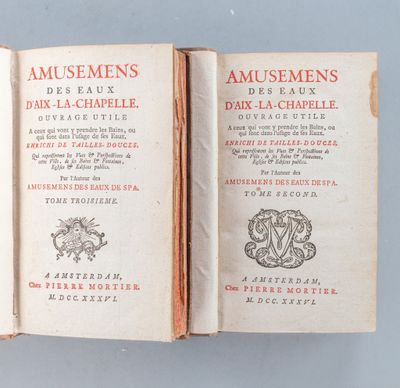 AMUSEMENS
DES EAUX
D'AIX-LA-CHAPELLE.
OUVRAGE UTILE
A ceux qui vont y prendre les Bains, ou
qui sont dans l'usage de ses Eaux.
ENRICHI DE TAILLES-DOUCES,
Qui représentent les Vues & Perspectives de
cette Ville, de ses Bains & Fontaines,
Eglises & Edifices publics.
Par l'Auteur des
AMUSEMENS DES EAUX DE SPA.
TOME TROISIEME.
A AMSTERDAM,
Chez PIERRE MORTIER.
M. DCC. XXXVI.
AMUSEMENS
DES EAUX
D'AIX-LA-CHAPELLE.
OUVRAGE UTILE
A ceux qui vont y prendre les Bains, ou
qui sont dans l'usage de ses Eaux.
ENRICHI DE TAILLES-DOUCES,
Qui représentent les Vues & Perspectives de
cette Ville, de ses Bains & Fontaines,
Eglises & Edifices publics.
Par l'Auteur des
AMUSEMENS DES EAUX DE SPA.
TOME SECOND.
A AMSTERDAM,
Chez PIERRE MORTIER.
M. DCC. XXXVI.